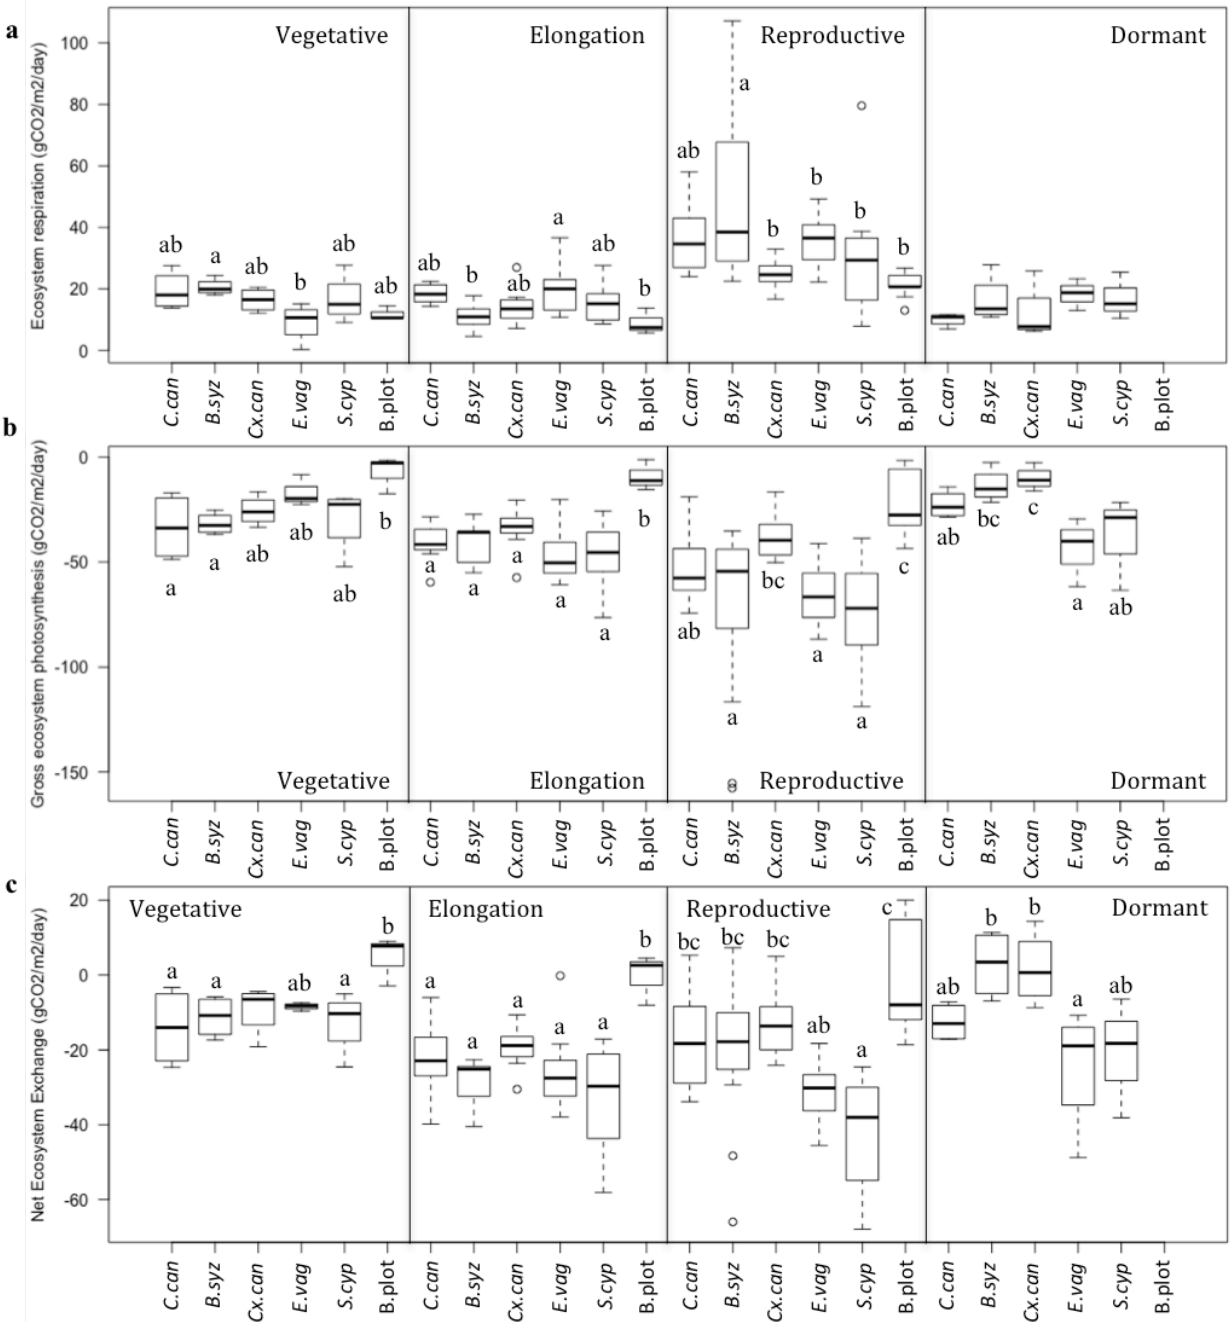 a
Ecosystem respiration (gCO2/m2/day)
100
80
60
40
20
0
Vegetative Elongation Reproductive Dormant
ab a ab b ab ab
ab b ab a ab b
ab a b b b b
C.can B.syz Cx.can E.vag S.cyp B.plot C.can B.syz Cx.can E.vag S.cyp B.plot C.can B.syz Cx.can E.vag S.cyp B.plot C.can B.syz Cx.can E.vag S.cyp B.plot
b
Gross ecosystem photosynthesis (gCO2/m2/day)
0
-50
-100
-150
a a ab ab ab b
a a a a a b
ab a bc a a c
ab bc c a ab
Vegetative Elongation Reproductive Dormant
C.can B.syz Cx.can E.vag S.cyp B.plot C.can B.syz Cx.can E.vag S.cyp B.plot C.can B.syz Cx.can E.vag S.cyp B.plot C.can B.syz Cx.can E.vag S.cyp B.plot
c
Net Ecosystem Exchange (gCO2/m2/day)
20
0
-20
-40
-60
Vegetative Elongation Reproductive Dormant
a a ab a b
a a a a a b
bc bc bc ab a c
ab b b a ab
C.can B.syz Cx.can E.vag S.cyp B.plot C.can B.syz Cx.can E.vag S.cyp B.plot C.can B.syz Cx.can E.vag S.cyp B.plot C.can B.syz Cx.can E.vag S.cyp B.plot